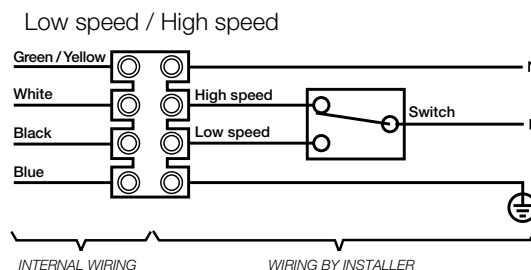 Low speed / High speed
Green / Yellow
White
High speed
Switch
Black
Low speed
Blue
INTERNAL WIRING
WIRING BY INSTALLER